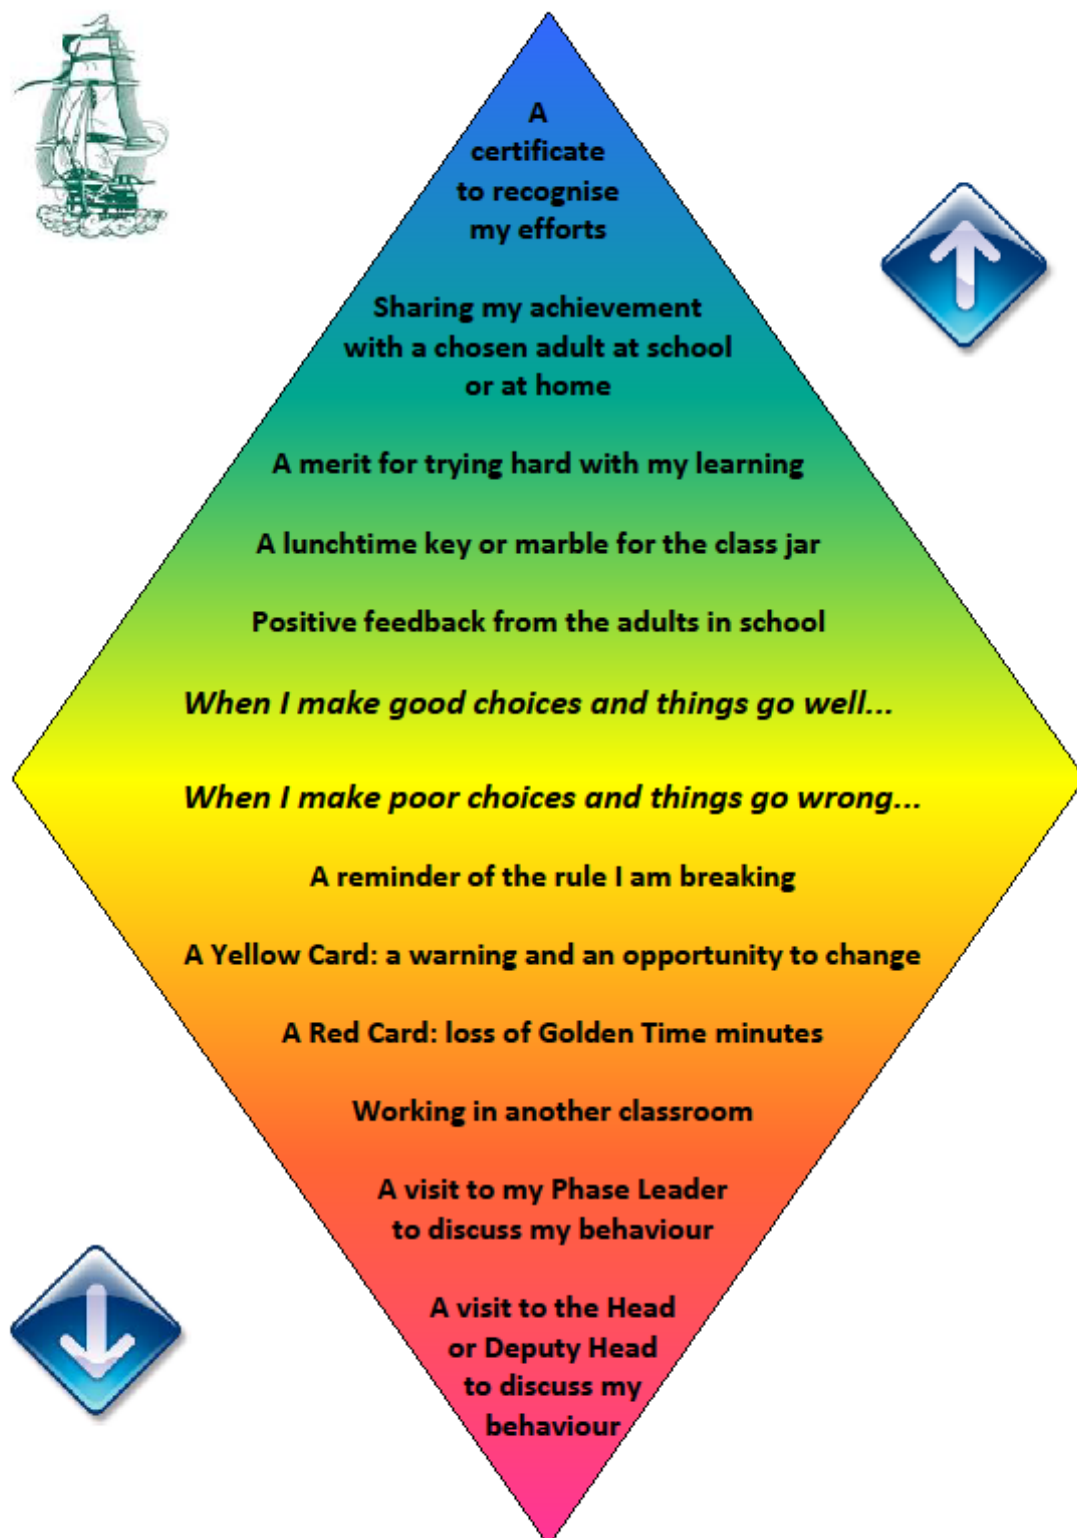 A
certificate
to recognise
my efforts
Sharing my achievement
with a chosen adult at school
or at home
A merit for trying hard with my learning
A lunchtime key or marble for the class jar
Positive feedback from the adults in school
When I make good choices and things go well...
When I make poor choices and things go wrong...
A reminder of the rule I am breaking
A Yellow Card: a warning and an opportunity to change
A Red Card: loss of Golden Time minutes
Working in another classroom
A visit to my Phase Leader
to discuss my behaviour
A visit to the Head
or Deputy Head
to discuss my
behaviour